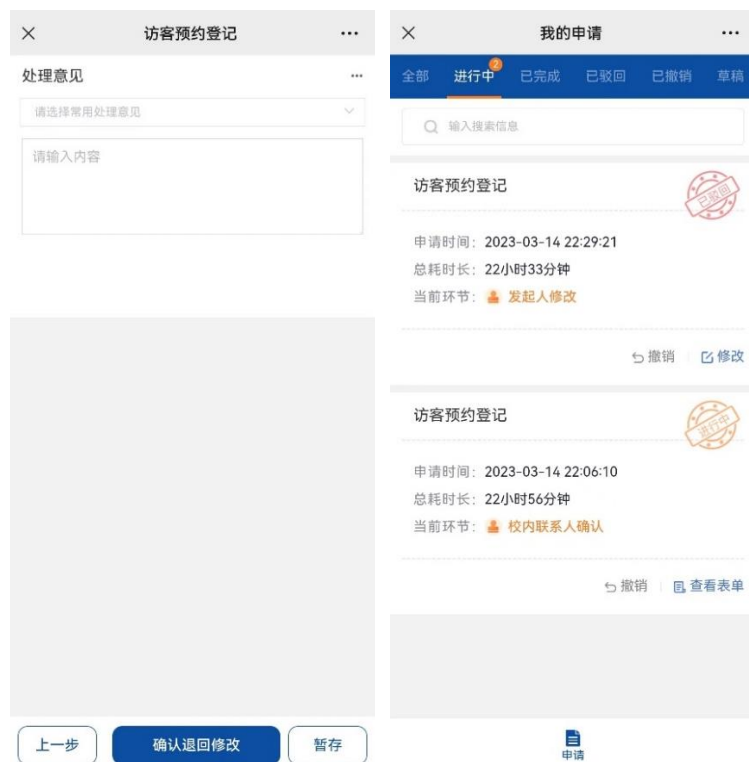 访客预约登记
处理意见
请选择常用处理意见
请输入内容
上一步
确认退回修改
暂存
我的申请
全部 进行中 2 已完成 已驳回 已撤销 草稿
输入搜索信息
访客预约登记
已驳回
申请时间：2023-03-14 22:29:21
总耗时长：22小时33分钟
当前环节：发起人修改
撤销 修改
访客预约登记
进行中
申请时间：2023-03-14 22:06:10
总耗时长：22小时56分钟
当前环节：校内联系人确认
撤销 查看表单
申请